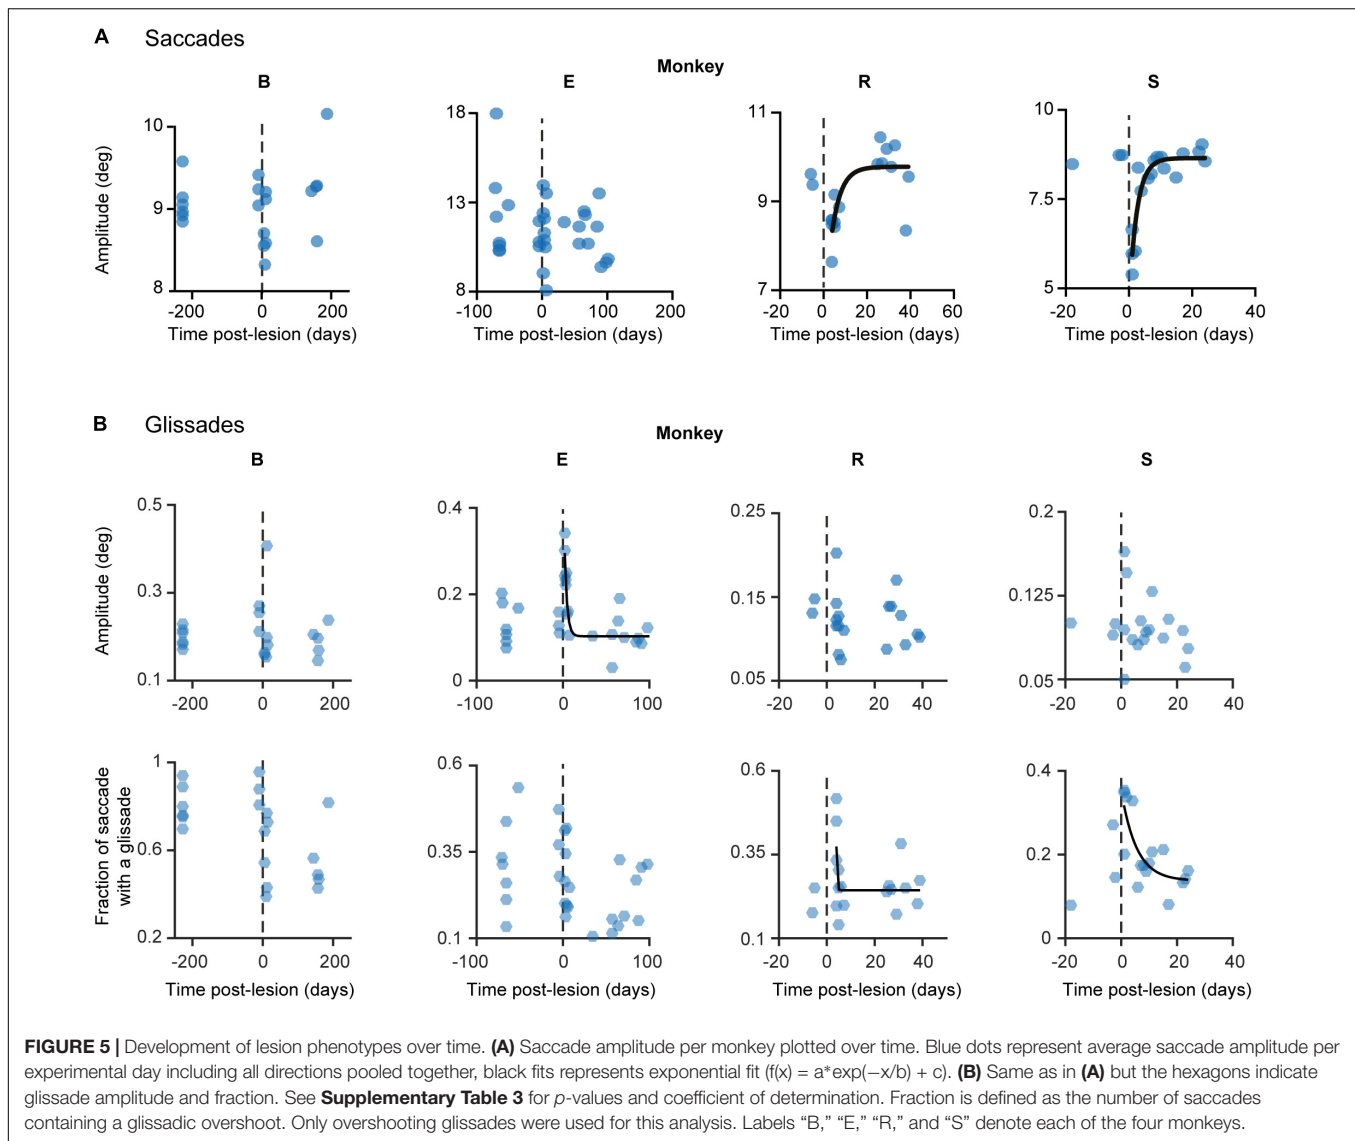 A Saccades
Monkey
B E R S
10
9
8
Amplitude (deg)
-200 0 200
Time post-lesion (days)
18
13
8
-100 0 100 200
Time post-lesion (days)
11
9
7
-20 0 20 40 60
Time post-lesion (days)
10
7.5
5
-20 0 20 40
Time post-lesion (days)
B Glissades
Monkey
B E R S
0.5
0.3
0.1
Amplitude (deg)
-200 0 200
0.4
0.2
0
-100 0 100
0.25
0.15
0.05
-20 0 20 40
0.2
0.125
0.05
-20 0 20 40
1
0.6
0.2
Fraction of saccade
with a glissade
-200 0 200
Time post-lesion (days)
0.6
0.35
0.1
-100 0 100
Time post-lesion (days)
0.6
0.35
0.1
-20 0 20 40
Time post-lesion (days)
0.4
0.2
0
-20 0 20 40
Time post-lesion (days)
FIGURE 5 | Development of lesion phenotypes over time. (A) Saccade amplitude per monkey plotted over time. Blue dots represent average saccade amplitude per
experimental day including all directions pooled together, black fits represents exponential fit (f(x) = a*exp(−x/b) + c). (B) Same as in (A) but the hexagons indicate
glissade amplitude and fraction. See Supplementary Table 3 for p-values and coefficient of determination. Fraction is defined as the number of saccades
containing a glissadic overshoot. Only overshooting glissades were used for this analysis. Labels “B,” “E,” “R,” and “S” denote each of the four monkeys.